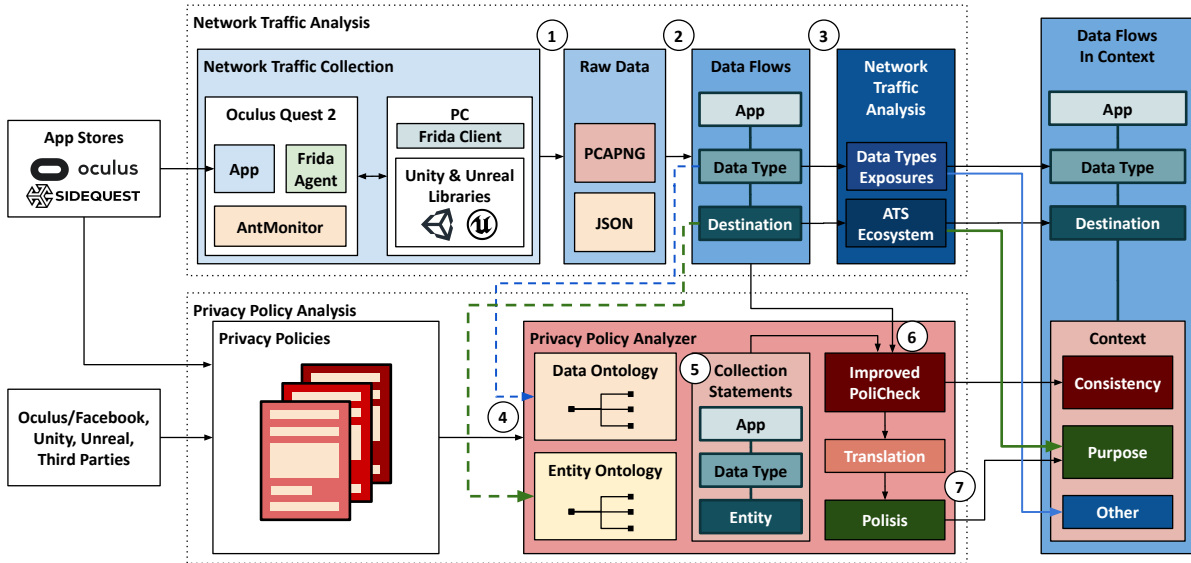 Network Traffic Analysis
1
2
3
Network Traffic Collection
Oculus Quest 2
App
Frida
Agent
AntMonitor
PC
Frida Client
Unity & Unreal
Libraries
Raw Data
PCAPNG
JSON
Data Flows
App
Data Type
Destination
Network
Traffic
Analysis
Data Types
Exposures
ATS
Ecosystem
Data Flows
In Context
App
Data Type
Destination
Context
Consistency
Purpose
Other
App Stores
oculus
SIDEQUEST
Oculus/Facebook,
Unity, Unreal,
Third Parties
Privacy Policy Analysis
Privacy Policies
4
Privacy Policy Analyzer
Data Ontology
Entity Ontology
5
Collection
Statements
App
Data Type
Entity
6
Improved
PoliCheck
Translation
Polisis
7